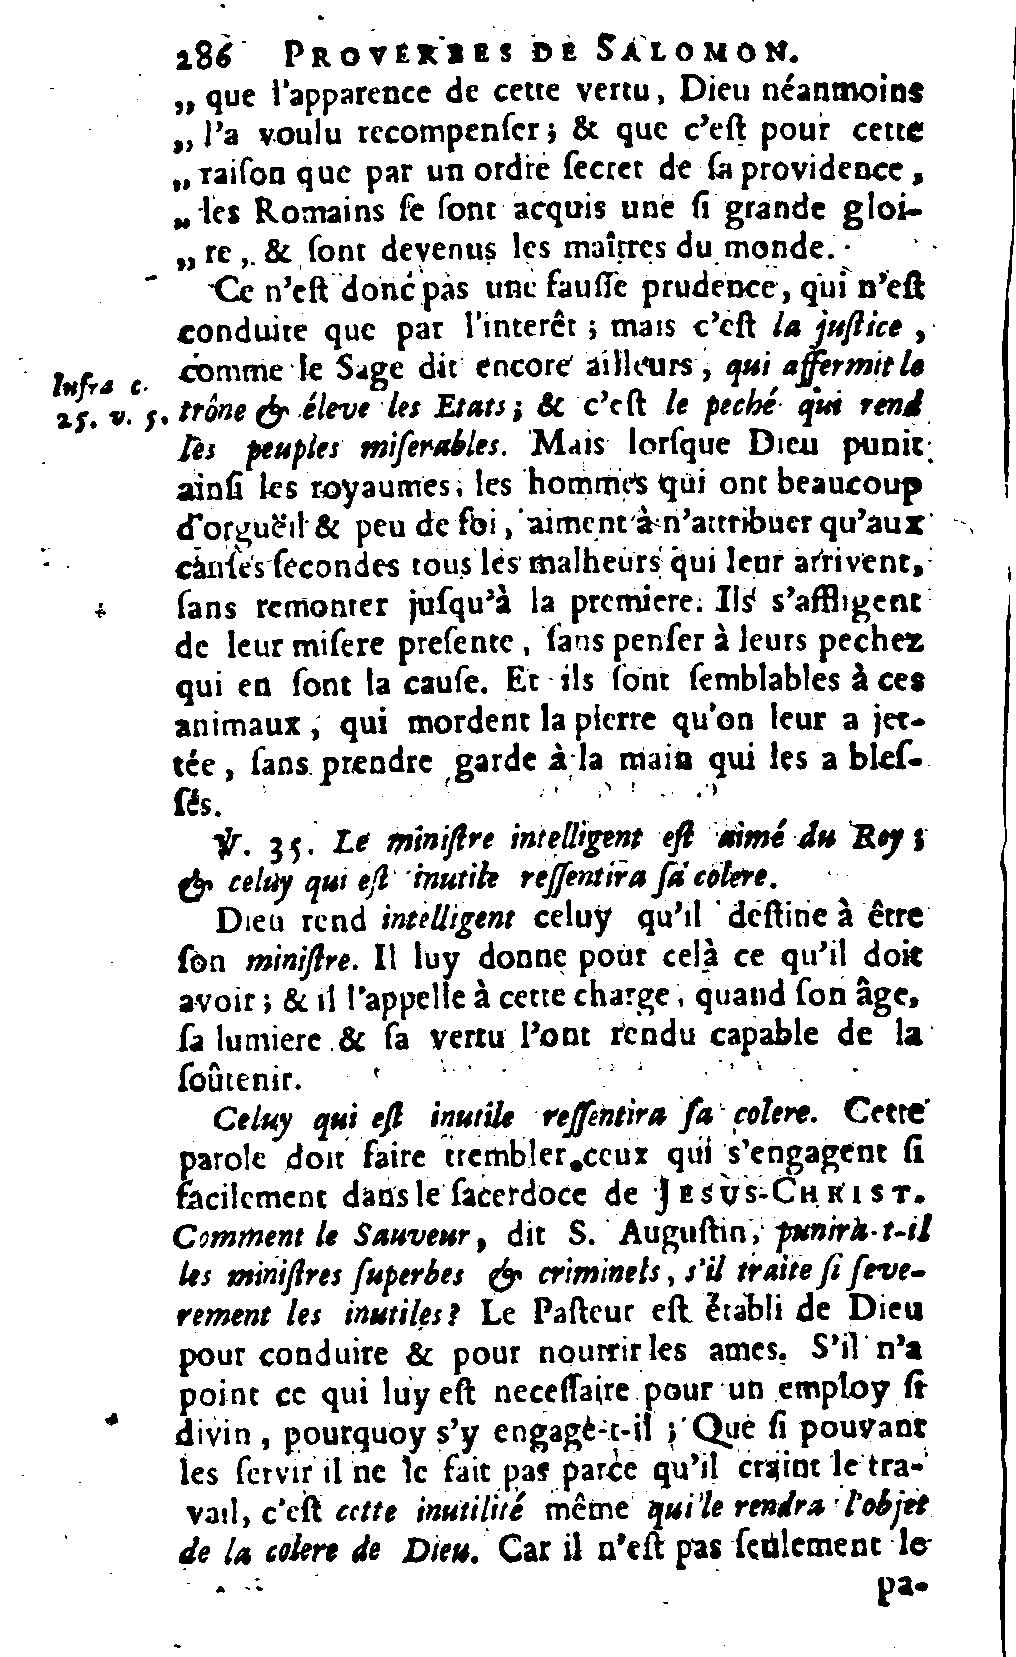 286 PROVERBES DE SALOMON.
„ que l'apparence de cette vertu, Dieu néanmoins
„ l'a voulu recompenſer; & que c'eſt pour cette
„ raiſon que par un ordre ſecret de ſa providence,
„ les Romains ſe ſont acquis une ſi grande gloi-
„ re, & ſont devenus les maîtres du monde.
Ce n'eſt donc pas une fauſſe prudence, qui n'eſt
conduite que par l'interêt; mais c'eſt la juſtice,
comme le Sage dit encore ailleurs, qui affermit le
Infra c.
25. v. 5.
trône & éleve les Etats; & c'eſt le peché qui rend
les peuples miſerables. Mais lorſque Dieu punit
ainſi les royaumes, les hommes qui ont beaucoup
d'orgueil & peu de foi, aiment à n'attribuer qu'aux
cauſes ſecondes tous les malheurs qui leur arrivent,
ſans remonter juſqu'à la premiere. Ils s'affligent
de leur miſere preſente, ſans penſer à leurs pechez
qui en ſont la cauſe. Et ils ſont ſemblables à ces
animaux, qui mordent la pierre qu'on leur a jet-
tée, ſans prendre garde à la main qui les a bleſ-
ſés.
℣. 35. Le miniſtre intelligent eſt aimé du Roy;
& celuy qui eſt inutile reſſentira ſa colere.
Dieu rend intelligent celuy qu'il deſtine à être
ſon miniſtre. Il luy donne pour celà ce qu'il doit
avoir; & il l'appelle à cette charge, quand ſon âge,
ſa lumiere & ſa vertu l'ont rendu capable de la
ſoûtenir.
Celuy qui eſt inutile reſſentira ſa colere. Cette
parole doit faire trembler ceux qui s'engagent ſi
facilement dans le ſacerdoce de JESUS-CHRIST.
Comment le Sauveur, dit S. Auguſtin, punira-t-il
les miniſtres ſuperbes & criminels, s'il traite ſi ſeve-
rement les inutiles? Le Paſteur eſt établi de Dieu
pour conduire & pour nourrir les ames. S'il n'a
point ce qui luy eſt neceſſaire pour un employ ſi
divin, pourquoy s'y engage-t-il; Que ſi pouvant
les ſervir il ne le fait pas parce qu'il craint le tra-
vail, c'eſt cette inutilité même qui le rendra l'objet
de la colere de Dieu. Car il n'eſt pas ſeulement le
pa-